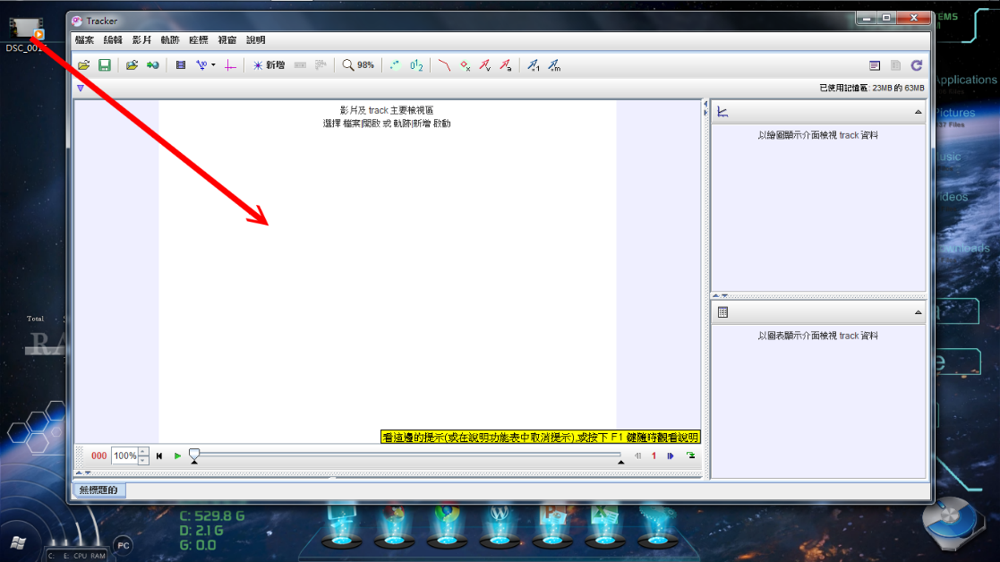 Tracker
檔案 編輯 影片 軌跡 座標 視窗 說明
新增 98%
已使用記憶區: 23MB 的 63MB
影片及 track 主要檢視區
選擇 檔案|開啟 或 軌跡|新增 啟動
以繪圖顯示介面檢視 track 資料
以圖表顯示介面檢視 track 資料
看這邊的提示(或在說明功能表中取消提示),或按下 F1 鍵隨時觀看說明
000 100% 1
無標題的
Applications
Pictures
Total
C: 529.8 G
D: 2.1 G
G: 0.0
PC
C: E: CPU RAM